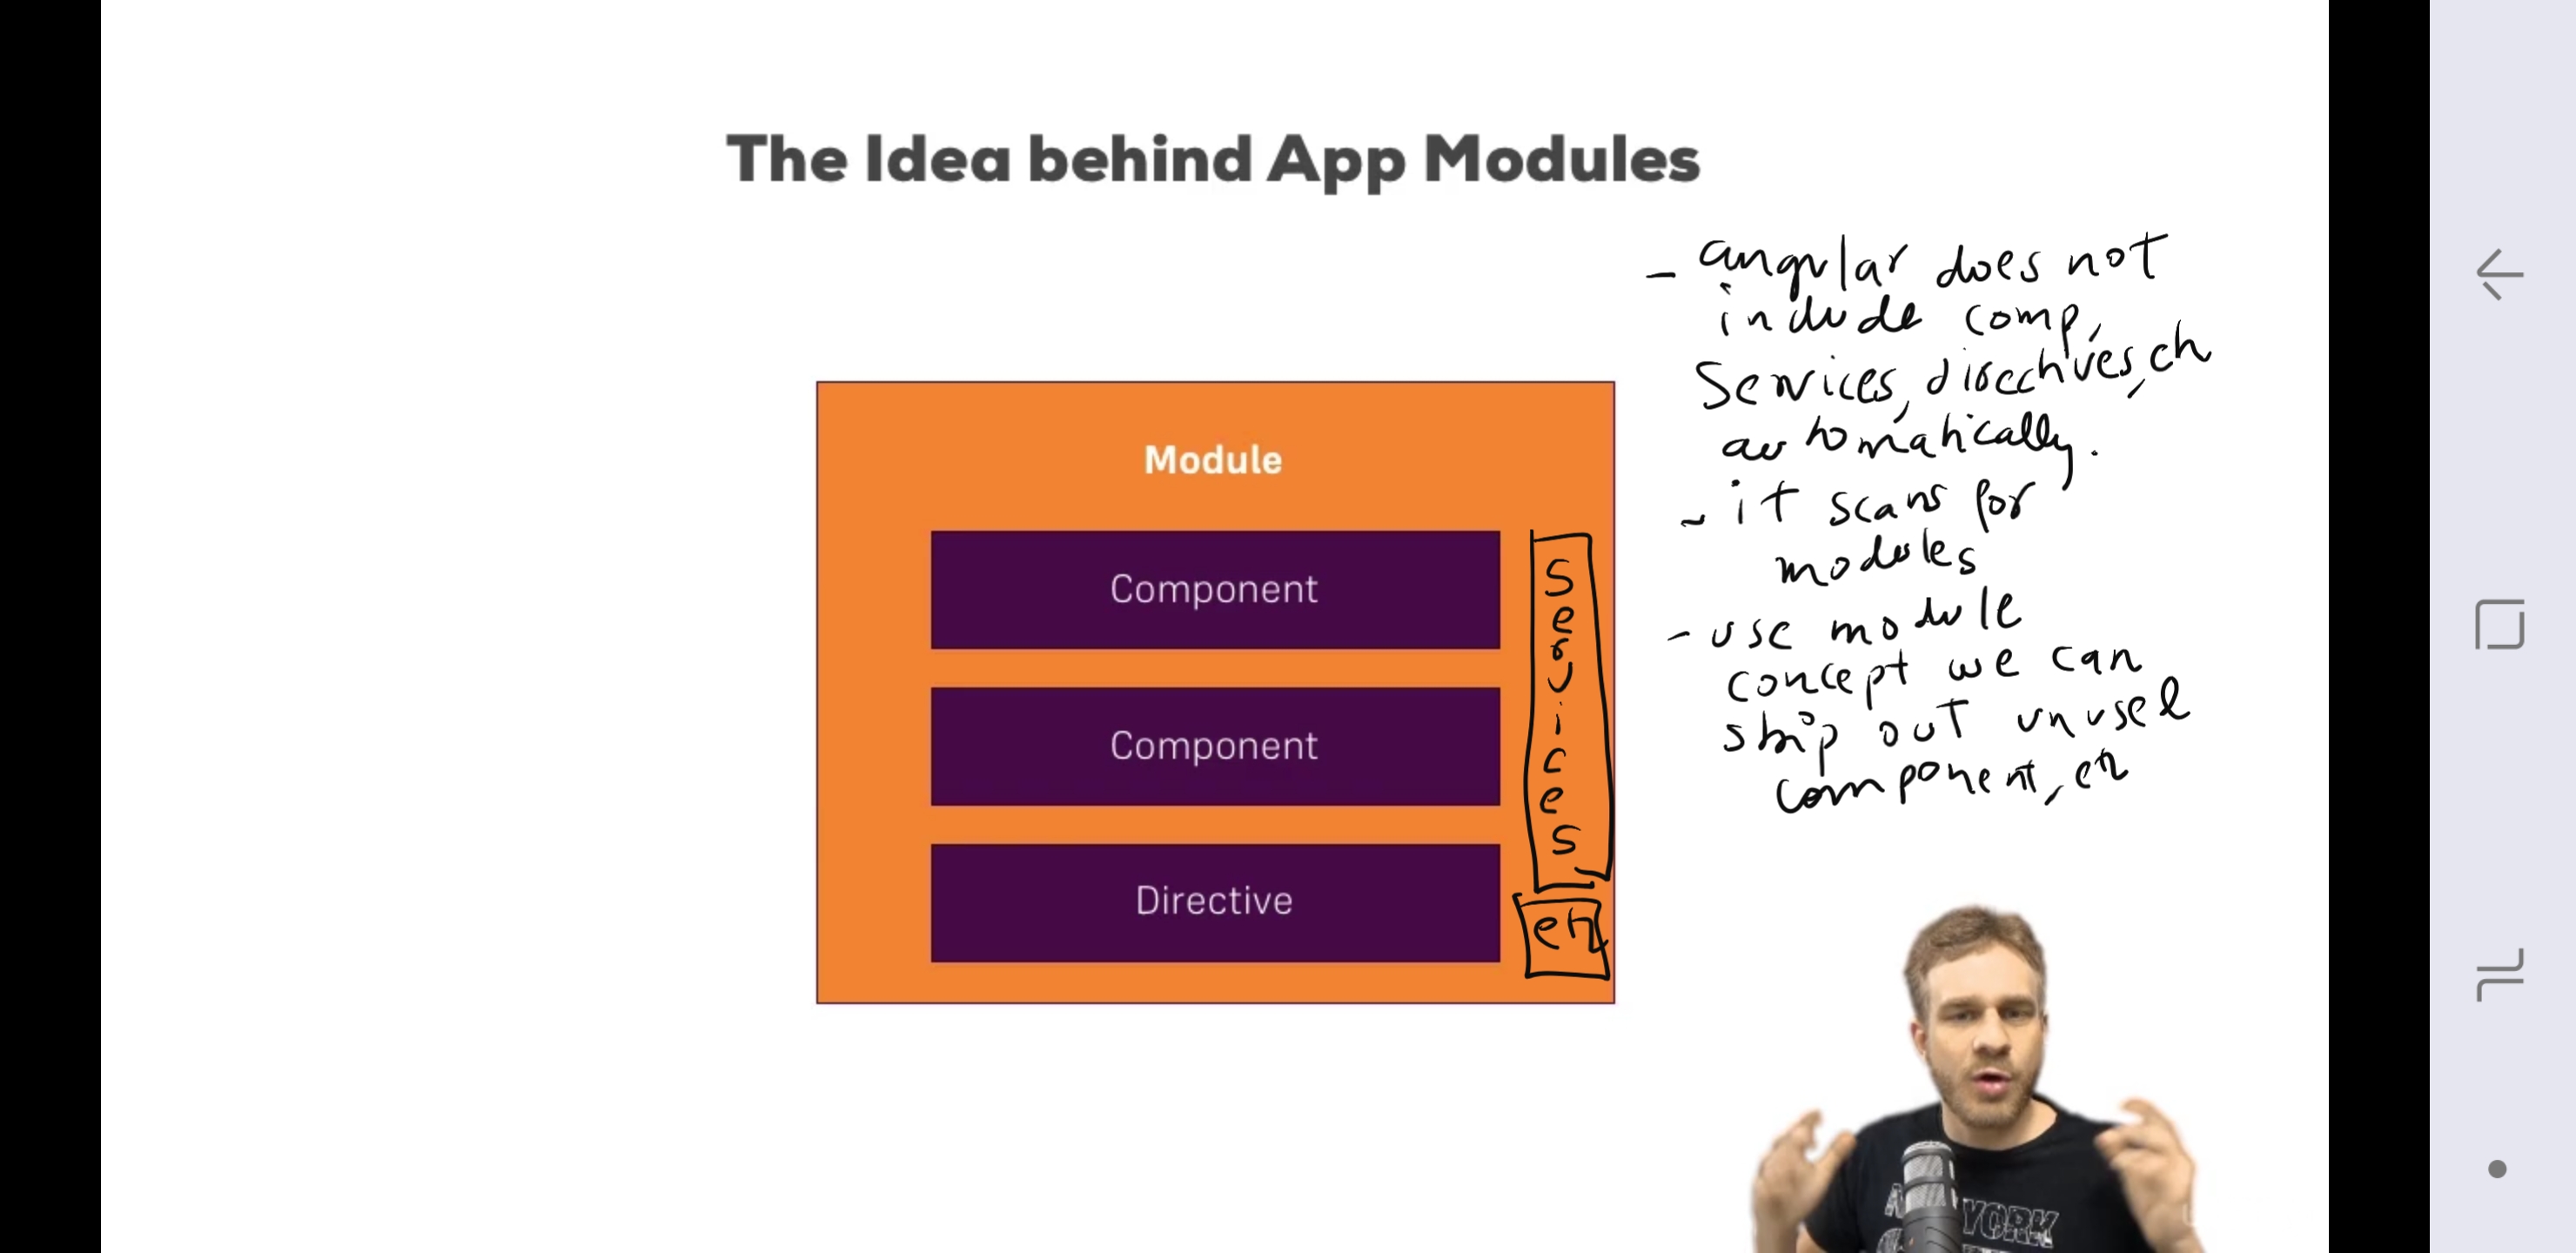 The Idea behind App Modules
- angular does not
include comp,
Services, directives, etc
automatically.
- it scans for
modules
- use module
concept we can
strip out unused
component, etc
Module
Component
Component
Directive
Services
etc
YORK